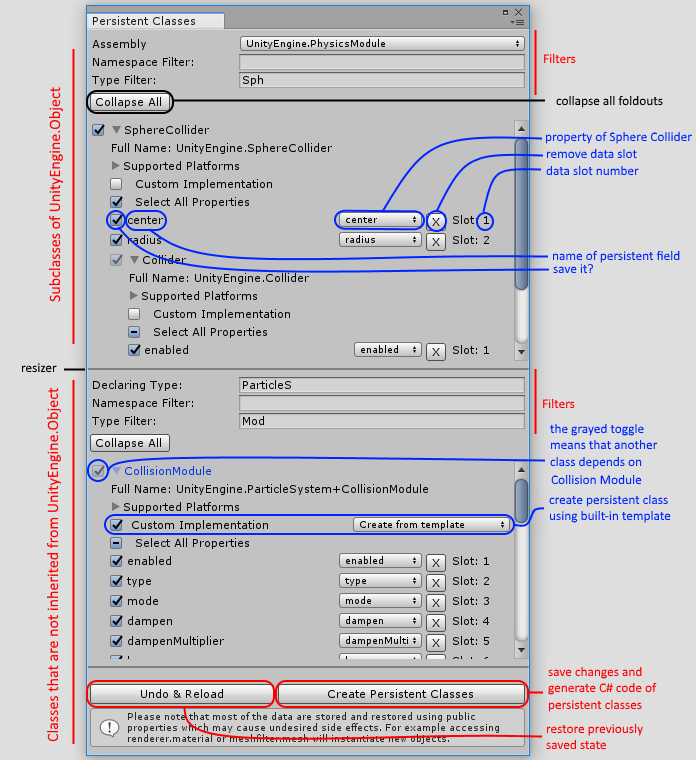 Persistent Classes
Assembly UnityEngine.PhysicsModule
Namespace Filter:
Type Filter: Sph
Filters
Collapse All
collapse all foldouts
Subclasses of UnityEngine.Object
SphereCollider
Full Name: UnityEngine.SphereCollider
property of Sphere Collider
remove data slot
Supported Platforms
data slot number
Custom Implementation
Select All Properties
center center X Slot: 1
radius radius X Slot: 2
name of persistent field
Collider
save it?
Full Name: UnityEngine.Collider
Supported Platforms
Custom Implementation
Select All Properties
enabled enabled X Slot: 1
resizer
Declaring Type: ParticleS
Namespace Filter:
Type Filter: Mod
Filters
Collapse All
the grayed toggle
means that another
class depends on
Collision Module
Classes that are not inherited from UnityEngine.Object
CollisionModule
Full Name: UnityEngine.ParticleSystem+CollisionModule
Supported Platforms
Custom Implementation Create from template
create persistent class
using built-in template
Select All Properties
enabled enabled X Slot: 1
type type X Slot: 2
mode mode X Slot: 3
dampen dampen X Slot: 4
dampenMultiplier dampenMulti X Slot: 5
Undo & Reload Create Persistent Classes
save changes and
generate C# code of
persistent classes
Please note that most of the data are stored and restored using public
properties which may cause undesired side effects. For example accessing
renderer.material or meshfilter.mesh will instantiate new objects.
restore previously
saved state